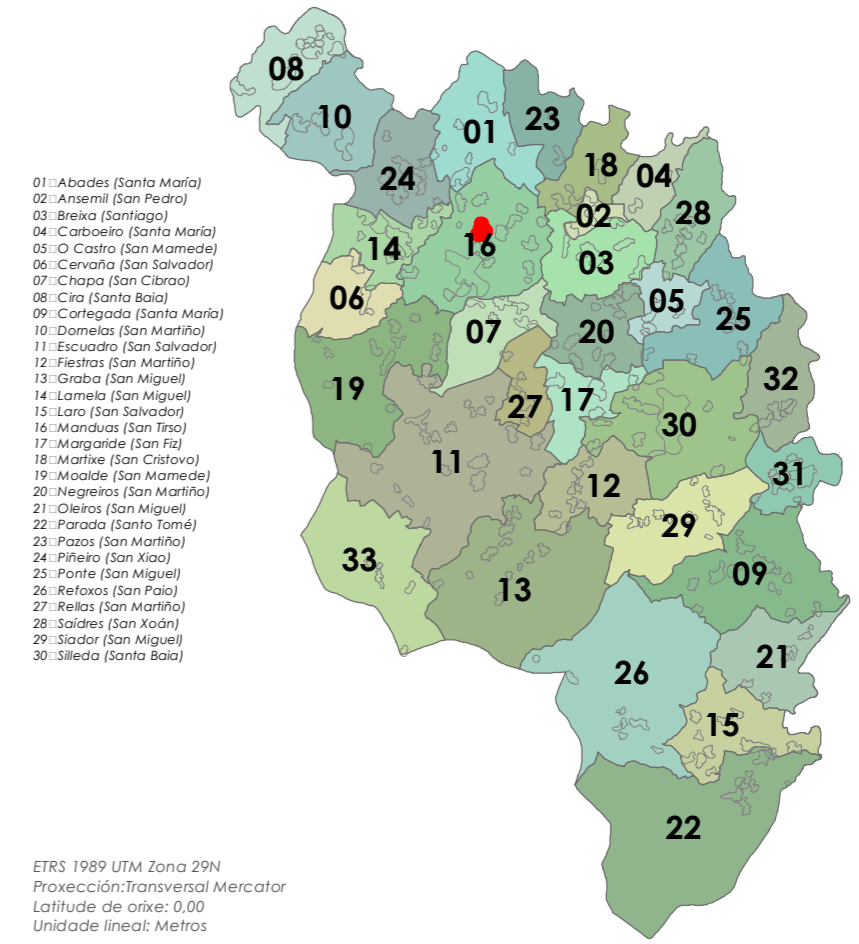 08
10
01
23
24
18
04
02
28
16
14
03
06
05
07
20
25
19
27
17
32
30
11
12
31
29
33
13
09
26
21
15
22
01□Abades (Santa María)
02□Ansemil (San Pedro)
03□Breixa (Santiago)
04□Carboeiro (Santa María)
05□O Castro (San Mamede)
06□Cervaña (San Salvador)
07□Chapa (San Cibrao)
08□Cira (Santa Baia)
09□Cortegada (Santa María)
10□Dornelas (San Martiño)
11□Escuadro (San Salvador)
12□Fiestras (San Martiño)
13□Graba (San Miguel)
14□Lamela (San Miguel)
15□Laro (San Salvador)
16□Manduas (San Tirso)
17□Margaride (San Fiz)
18□Martixe (San Cristovo)
19□Moalde (San Mamede)
20□Negreiros (San Martiño)
21□Oleiros (San Miguel)
22□Parada (Santo Tomé)
23□Pazos (San Martiño)
24□Piñeiro (San Xiao)
25□Ponte (San Miguel)
26□Refoxos (San Paio)
27□Rellas (San Martiño)
28□Saídres (San Xoán)
29□Siador (San Miguel)
30□Silleda (Santa Baia)
ETRS 1989 UTM Zona 29N
Proxección:Transversal Mercator
Latitude de orixe: 0,00
Unidade lineal: Metros